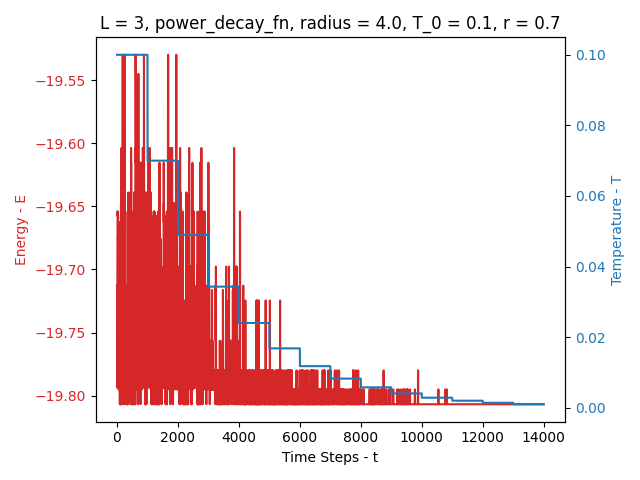 L = 3, power_decay_fn, radius = 4.0, T_0 = 0.1, r = 0.7
Energy - E
−19.55
−19.60
−19.65
−19.70
−19.75
−19.80
0.10
0.08
0.06
0.04
0.02
0.00
Temperature - T
0 2000 4000 6000 8000 10000 12000 14000
Time Steps - t